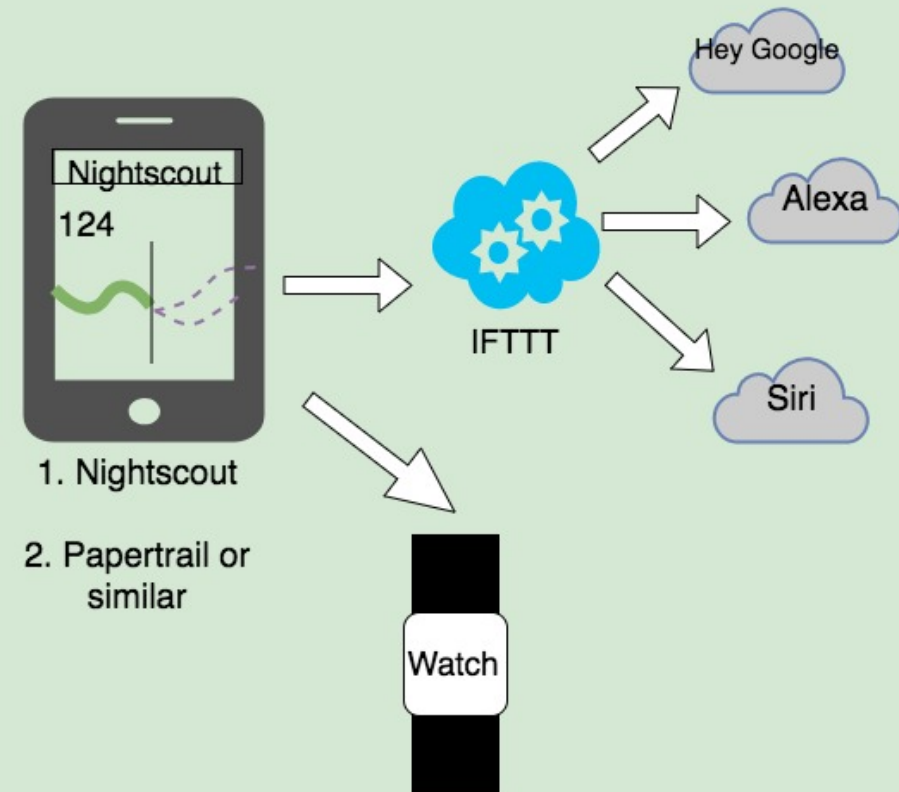 Hey Google
Nightscout
124
Alexa
IFTTT
Siri
1. Nightscout
2. Papertrail or
similar
Watch